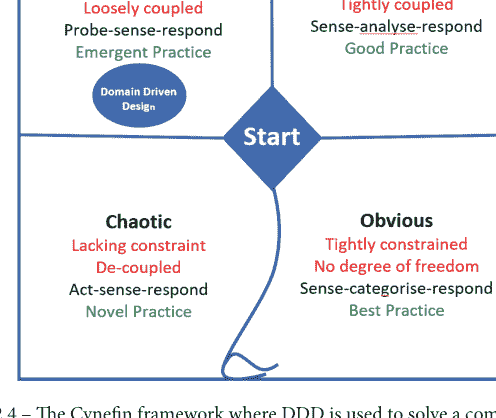 Loosely coupled
Probe-sense-respond
Emergent Practice
Domain Driven
Design
Tightly coupled
Sense-analyse-respond
Good Practice
Start
Chaotic
Lacking constraint
De-coupled
Act-sense-respond
Novel Practice
Obvious
Tightly constrained
No degree of freedom
Sense-categorise-respond
Best Practice
2.4 – The Cynefin framework where DDD is used to solve a com